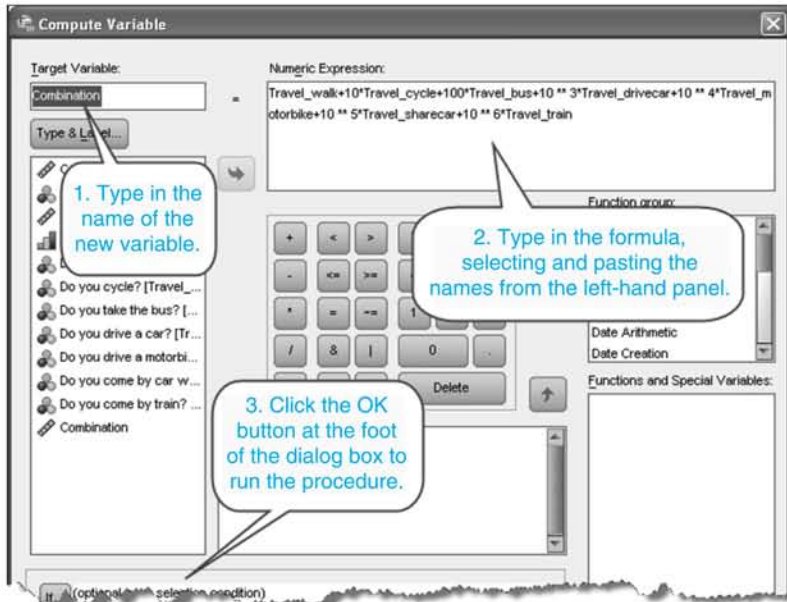 Compute Variable
Target Variable:
Combination
=
Numeric Expression:
Travel_walk+10*Travel_cycle+100*Travel_bus+10 ** 3*Travel_drivecar+10 ** 4*Travel_m
otorbike+10 ** 5*Travel_sharecar+10 ** 6*Travel_train
Type &
1. Type in the
name of the
new variable.
Do you cycle? [Travel_...
Do you take the bus? [...
Do you drive a car? [Tr...
Do you drive a motorbi...
Do you come by car w...
Do you come by train? ...
Combination
+ < >
- <= >=
* = ~= 1
/ & | 0 .
Delete
Function group:
2. Type in the formula,
selecting and pasting the
names from the left-hand panel.
Date Arithmetic
Date Creation
Functions and Special Variables:
3. Click the OK
button at the foot
of the dialog box to
run the procedure.
If... (optional selection condition)